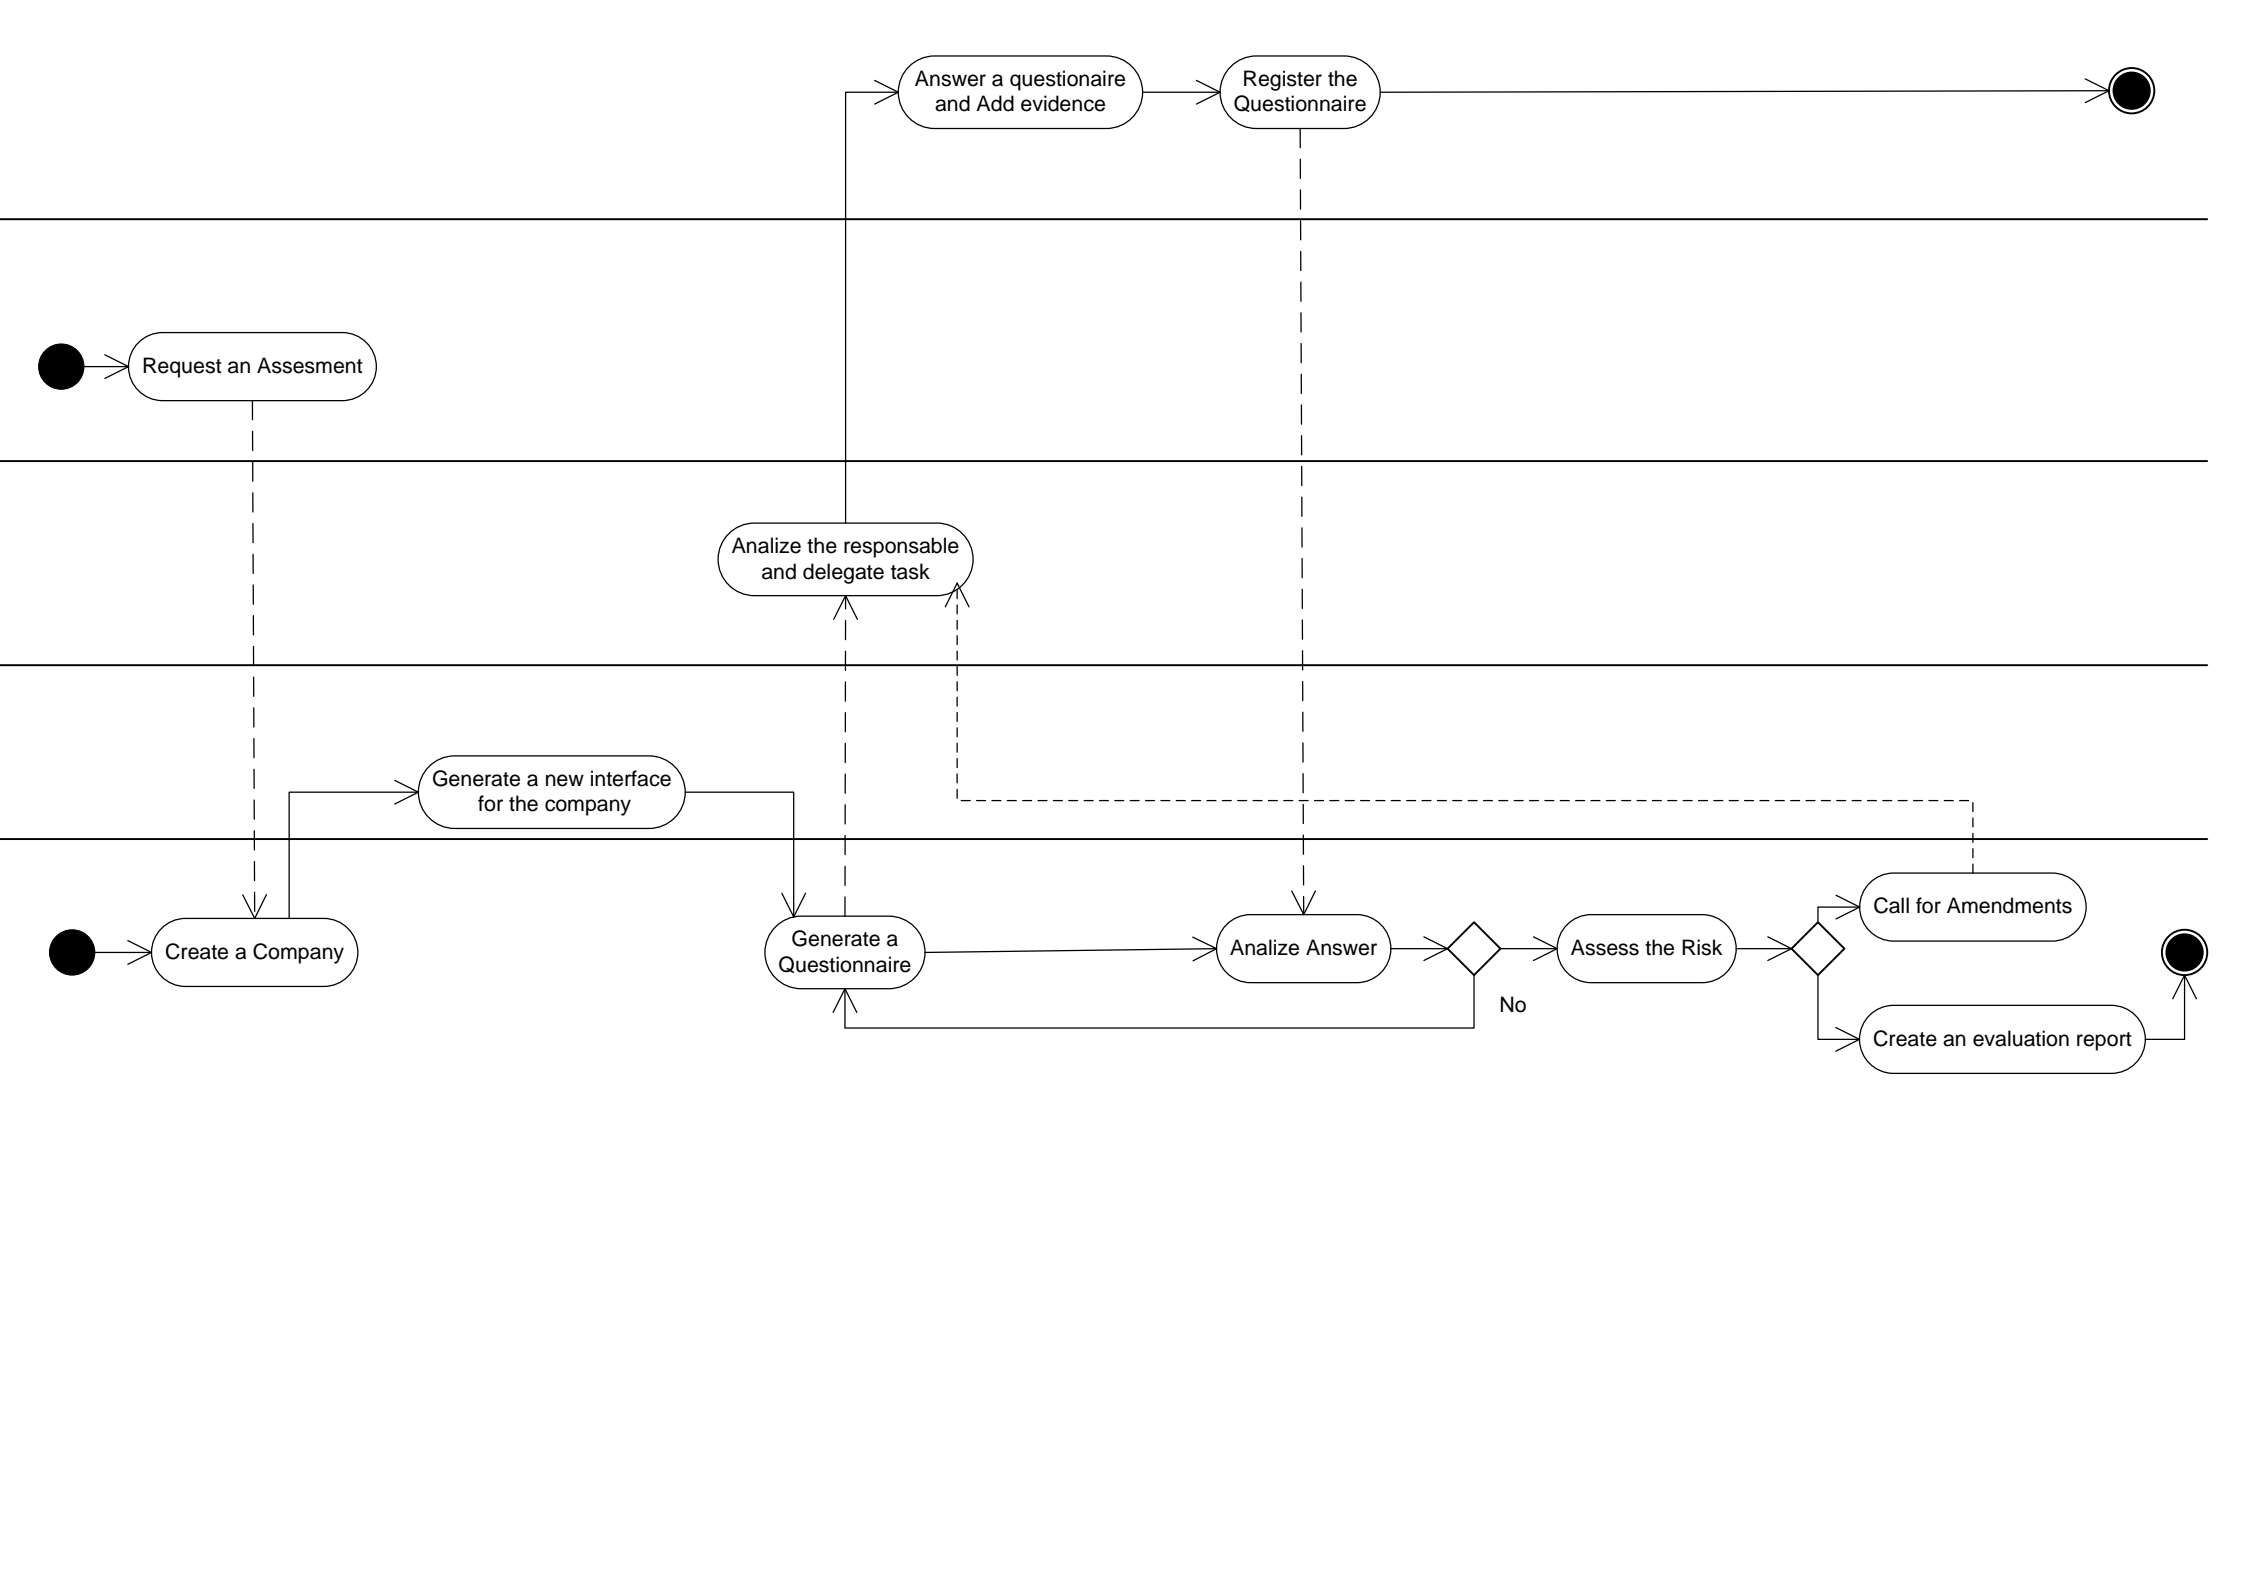 Answer a questionaire
and Add evidence
Register the
Questionnaire
Request an Assesment
Analize the responsable
and delegate task
Generate a new interface
for the company
Create a Company
Generate a
Questionnaire
Analize Answer
No
Assess the Risk
Call for Amendments
Create an evaluation report